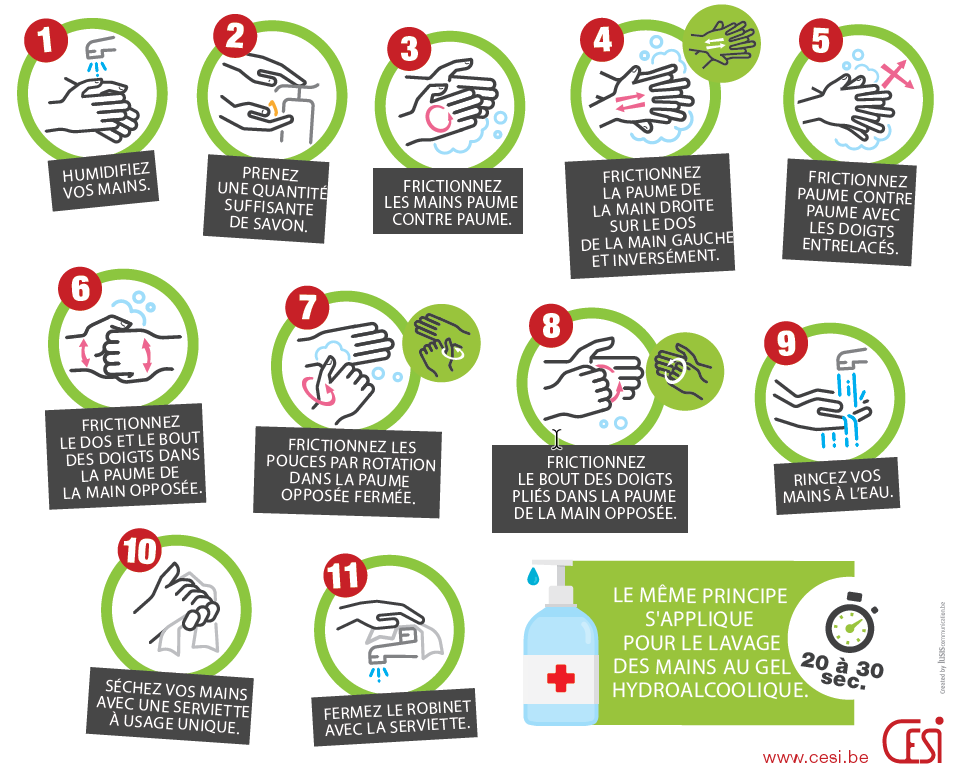 1
HUMIDIFIEZ
VOS MAINS.
2
PRENEZ
UNE QUANTITÉ
SUFFISANTE
DE SAVON.
3
FRICTIONNEZ
LES MAINS PAUME
CONTRE PAUME.
4
FRICTIONNEZ
LA PAUME DE
LA MAIN DROITE
SUR LE DOS
DE LA MAIN GAUCHE
ET INVERSÉMENT.
5
FRICTIONNEZ
PAUME CONTRE
PAUME AVEC
LES DOIGTS
ENTRELACÉS.
6
FRICTIONNEZ
LE DOS ET LE BOUT
DES DOIGTS DANS
LA PAUME DE
LA MAIN OPPOSÉE.
7
FRICTIONNEZ LES
POUCES PAR ROTATION
DANS LA PAUME
OPPOSÉE FERMÉE.
8
FRICTIONNEZ
LE BOUT DES DOIGTS
PLIÉS DANS LA PAUME
DE LA MAIN OPPOSÉE.
9
RINCEZ VOS
MAINS À L'EAU.
10
SÉCHEZ VOS MAINS
AVEC UNE SERVIETTE
À USAGE UNIQUE.
11
FERMEZ LE ROBINET
AVEC LA SERVIETTE.
LE MÊME PRINCIPE
S'APPLIQUE
POUR LE LAVAGE
DES MAINS AU GEL
HYDROALCOOLIQUE.
20 à 30
sec.
www.cesi.be
CESI